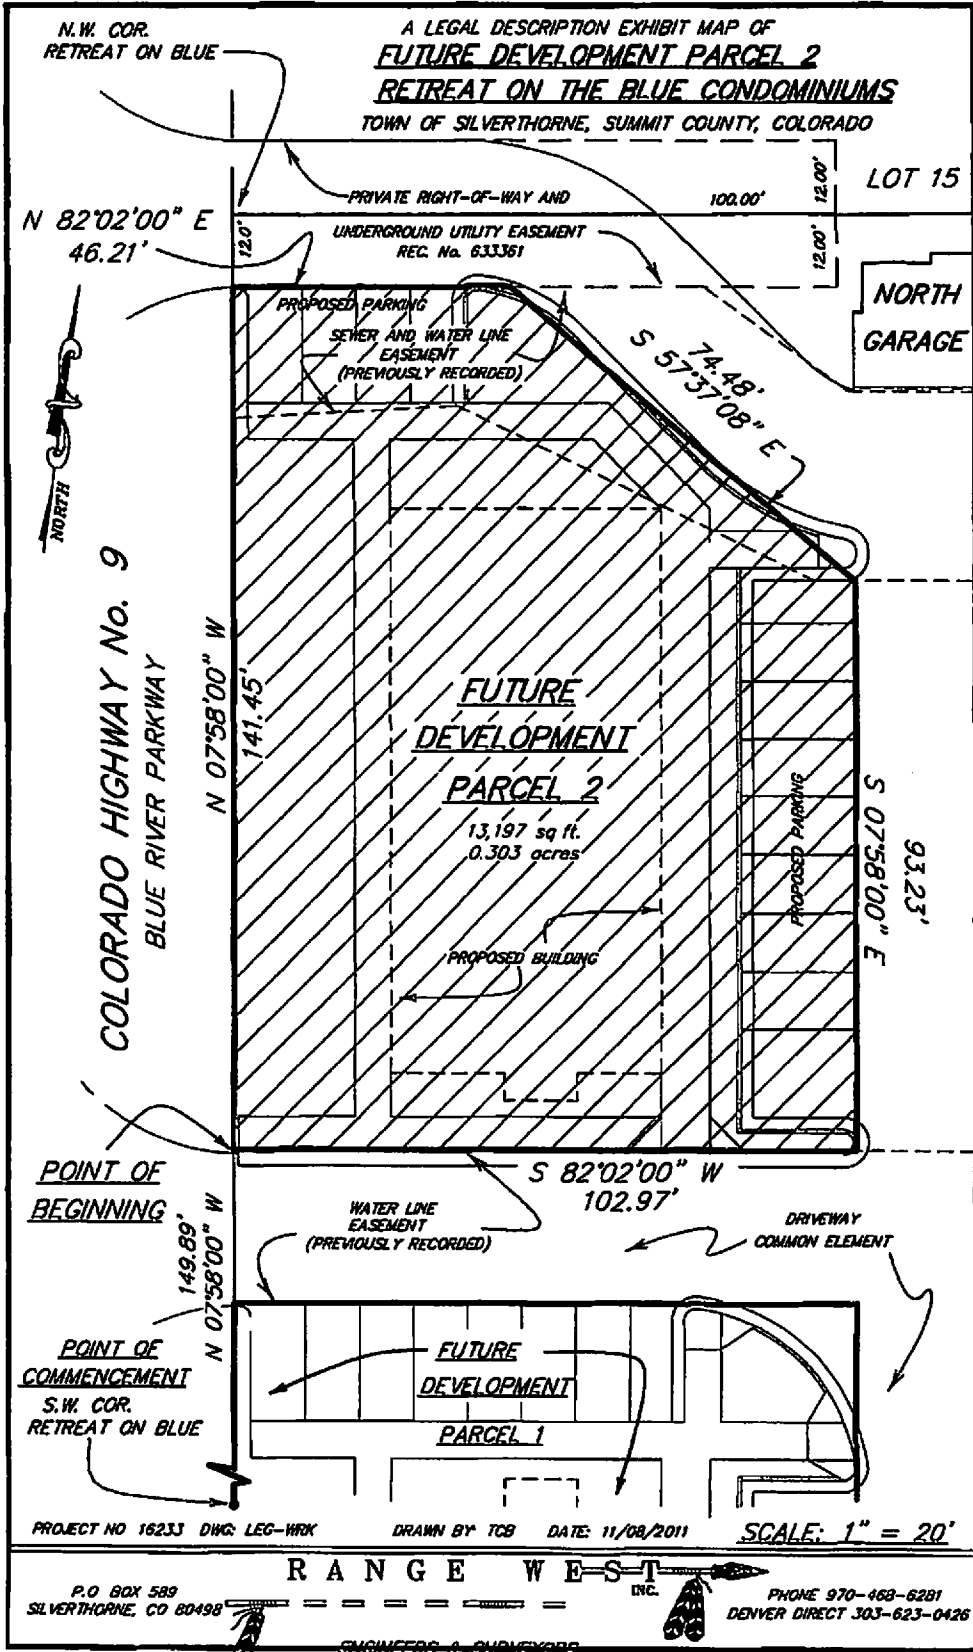 A LEGAL DESCRIPTION EXHIBIT MAP OF
FUTURE DEVELOPMENT PARCEL 2
RETREAT ON THE BLUE CONDOMINIUMS
TOWN OF SILVERTHORNE, SUMMIT COUNTY, COLORADO
N.W. COR.
RETREAT ON BLUE
LOT 15
12.00'
100.00'
PRIVATE RIGHT-OF-WAY AND
N 82°02'00" E
46.21'
12.0'
UNDERGROUND UTILITY EASEMENT
REC. No. 633361
12.00'
NORTH
GARAGE
PROPOSED PARKING
SEWER AND WATER LINE
EASEMENT
(PREVIOUSLY RECORDED)
74.48'
S 57°37'08" E
NORTH
COLORADO HIGHWAY No. 9
BLUE RIVER PARKWAY
N 07°58'00" W
141.45'
FUTURE
DEVELOPMENT
PARCEL 2
13,197 sq ft.
0.303 acres
PROPOSED PARKING
S 07°58'00" E
93.23'
PROPOSED BUILDING
POINT OF
BEGINNING
S 82°02'00" W
102.97'
149.89'
N 07°58'00" W
WATER LINE
EASEMENT
(PREVIOUSLY RECORDED)
DRIVEWAY
COMMON ELEMENT
POINT OF
COMMENCEMENT
S.W. COR.
RETREAT ON BLUE
FUTURE
DEVELOPMENT
PARCEL 1
PROJECT NO 16233 DWG: LEG-WRK DRAWN BY TCB DATE: 11/08/2011 SCALE: 1" = 20'
RANGE WEST INC.
P.O BOX 589
SILVERTHORNE, CO 80498
PHONE 970-468-6281
DENVER DIRECT 303-623-0426
ENGINEERS & SURVEYORS